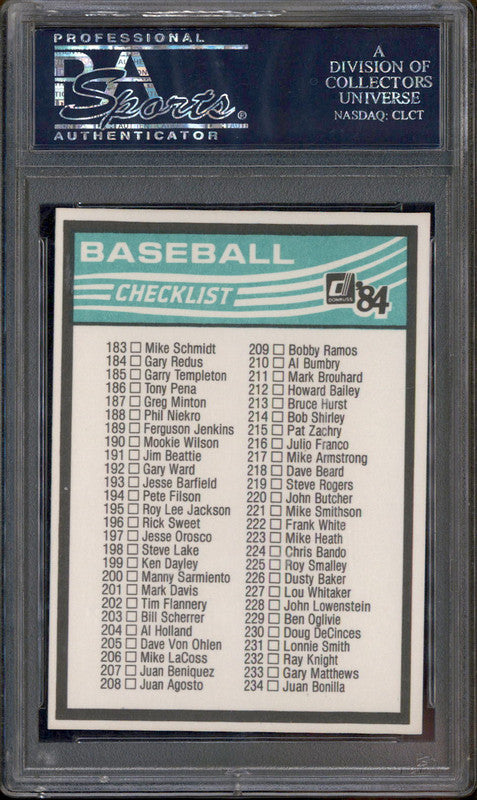 PROFESSIONAL
PSA
Sports®
AUTHENTICATOR
A
DIVISION OF
COLLECTORS
UNIVERSE
NASDAQ: CLCT
BASEBALL
CHECKLIST
DONRUSS
'84
183 Mike Schmidt
184 Gary Redus
185 Garry Templeton
186 Tony Pena
187 Greg Minton
188 Phil Niekro
189 Ferguson Jenkins
190 Mookie Wilson
191 Jim Beattie
192 Gary Ward
193 Jesse Barfield
194 Pete Filson
195 Roy Lee Jackson
196 Rick Sweet
197 Jesse Orosco
198 Steve Lake
199 Ken Dayley
200 Manny Sarmiento
201 Mark Davis
202 Tim Flannery
203 Bill Scherrer
204 Al Holland
205 Dave Von Ohlen
206 Mike LaCoss
207 Juan Beniquez
208 Juan Agosto
209 Bobby Ramos
210 Al Bumbry
211 Mark Brouhard
212 Howard Bailey
213 Bruce Hurst
214 Bob Shirley
215 Pat Zachry
216 Julio Franco
217 Mike Armstrong
218 Dave Beard
219 Steve Rogers
220 John Butcher
221 Mike Smithson
222 Frank White
223 Mike Heath
224 Chris Bando
225 Roy Smalley
226 Dusty Baker
227 Lou Whitaker
228 John Lowenstein
229 Ben Oglivie
230 Doug DeCinces
231 Lonnie Smith
232 Ray Knight
233 Gary Matthews
234 Juan Bonilla